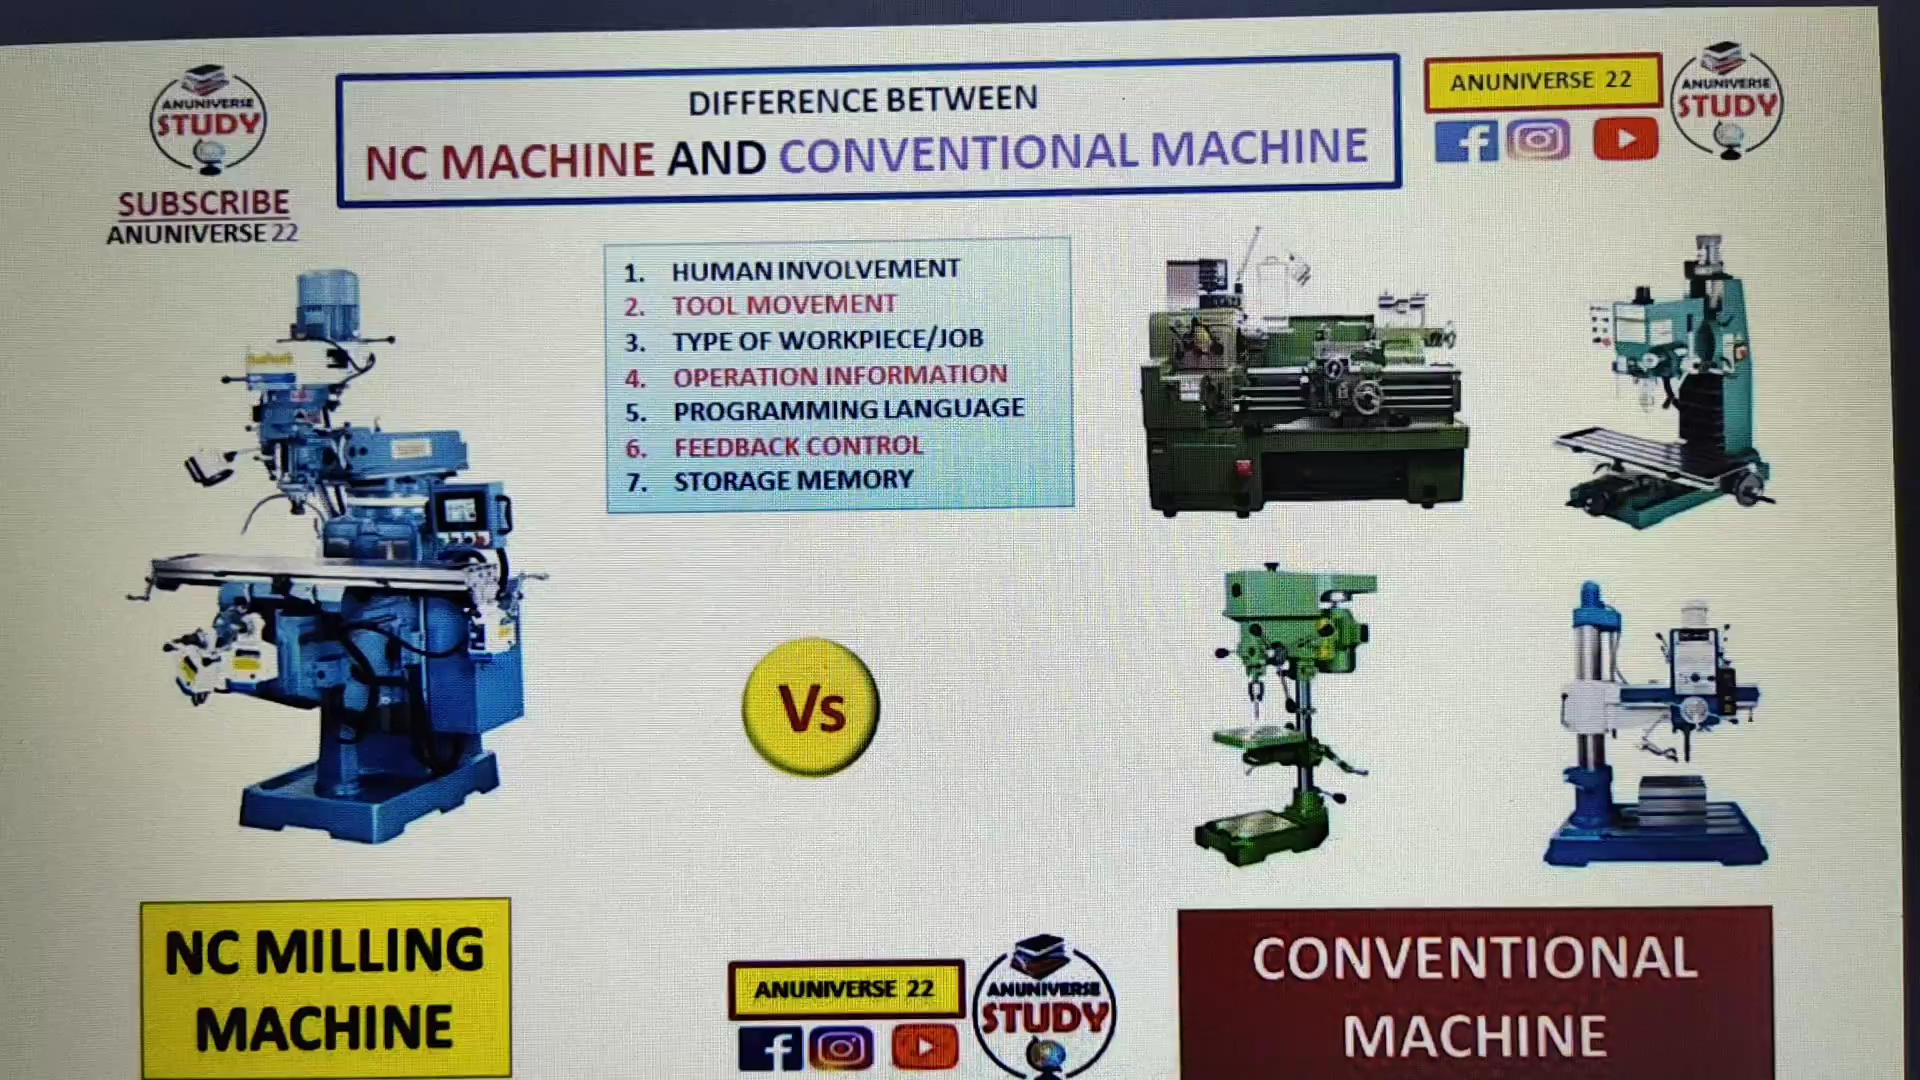 ANUNIVERSE
STUDY
SUBSCRIBE
ANUNIVERSE 22
DIFFERENCE BETWEEN
NC MACHINE AND CONVENTIONAL MACHINE
ANUNIVERSE 22
ANUNIVERSE
STUDY
1. HUMAN INVOLVEMENT
2. TOOL MOVEMENT
3. TYPE OF WORKPIECE/JOB
4. OPERATION INFORMATION
5. PROGRAMMING LANGUAGE
6. FEEDBACK CONTROL
7. STORAGE MEMORY
Vs
NC MILLING
MACHINE
ANUNIVERSE 22
ANUNIVERSE
STUDY
CONVENTIONAL
MACHINE